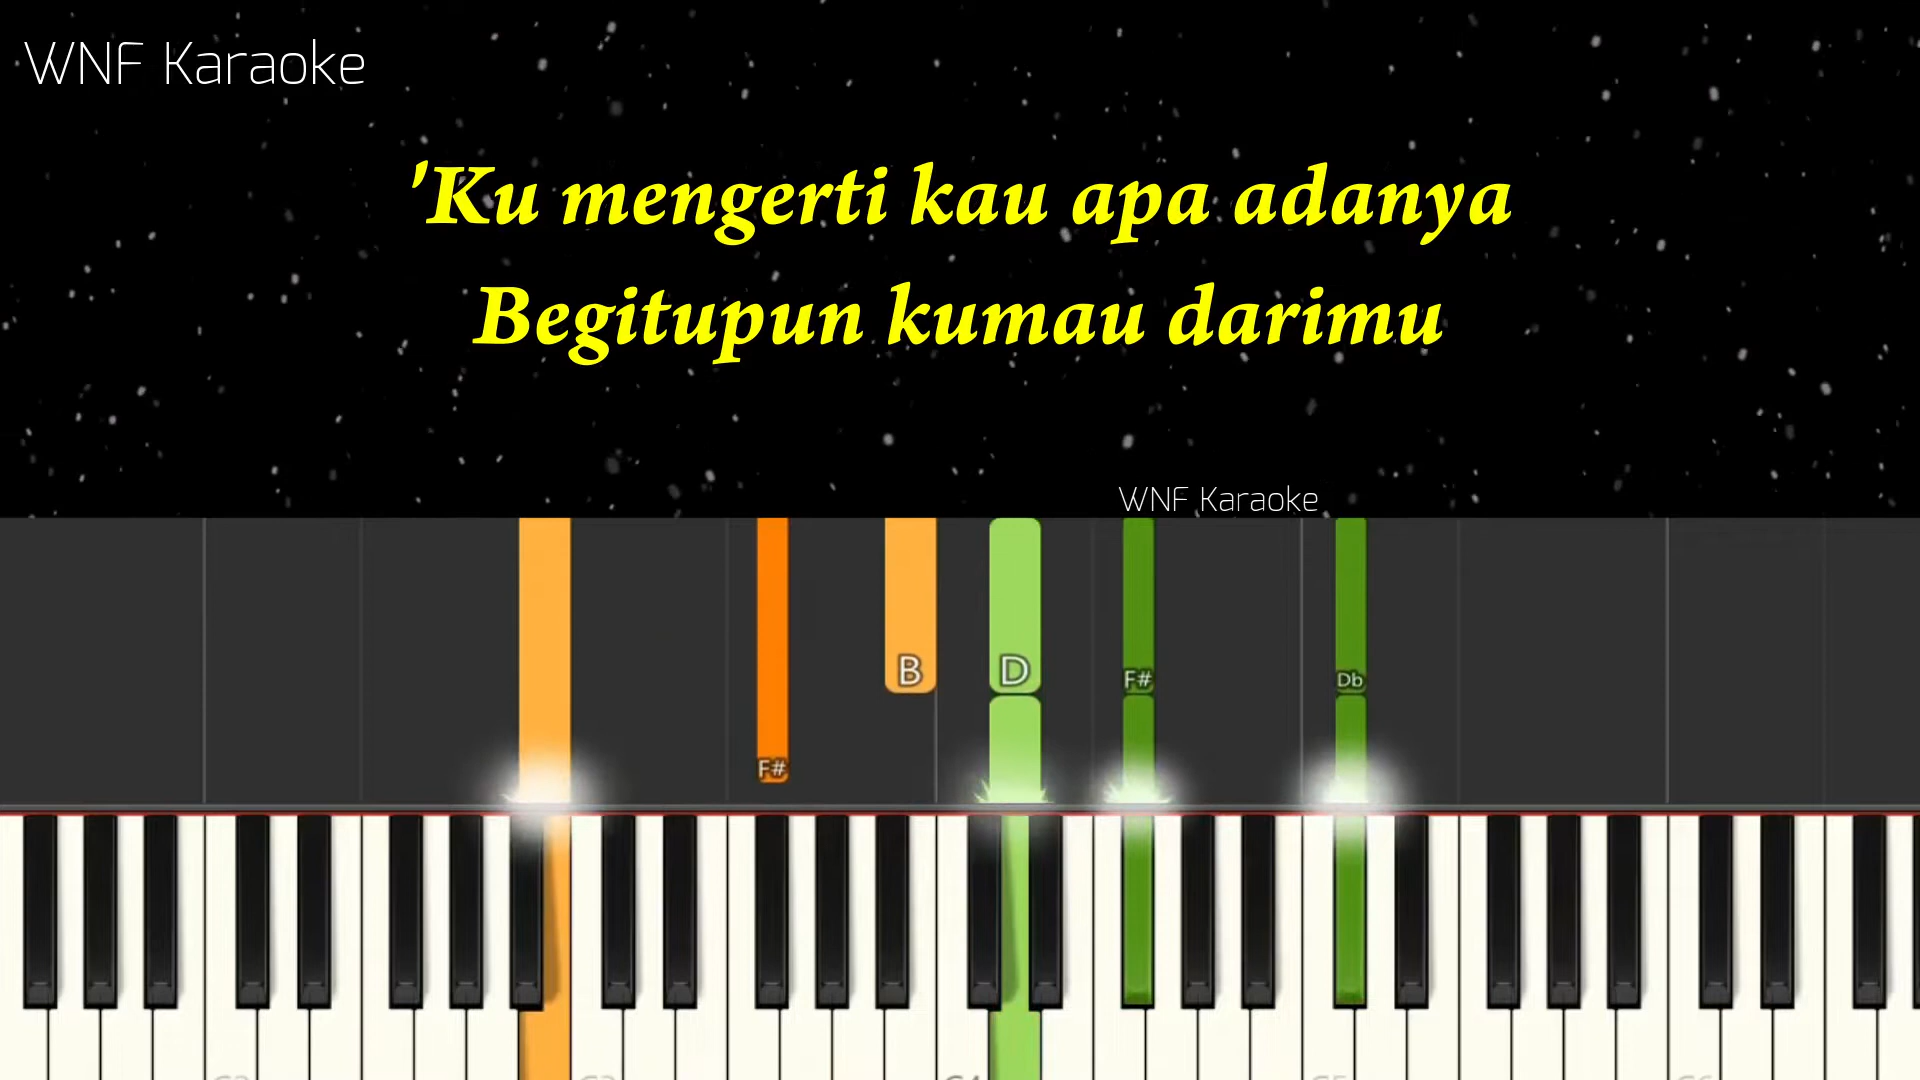 WNF Karaoke
'Ku mengerti kau apa adanya
Begitupun kumau darimu
WNF Karaoke
B
D
F#
Db
F#